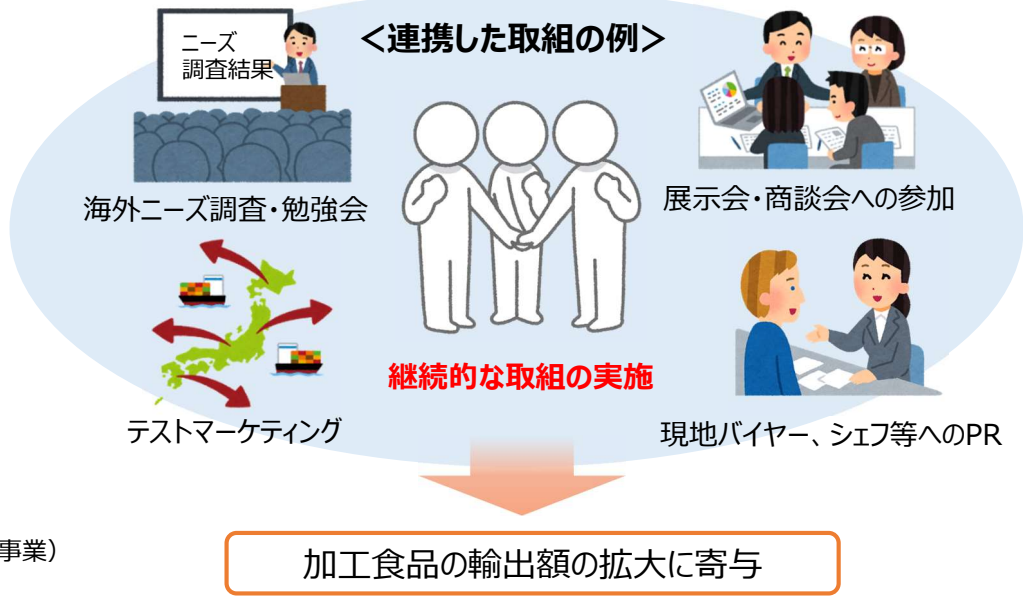 <連携した取組の例>
ニーズ
調査結果
海外ニーズ調査・勉強会
展示会・商談会への参加
継続的な取組の実施
テストマーケティング
現地バイヤー、シェフ等へのPR
事業)
加工食品の輸出額の拡大に寄与